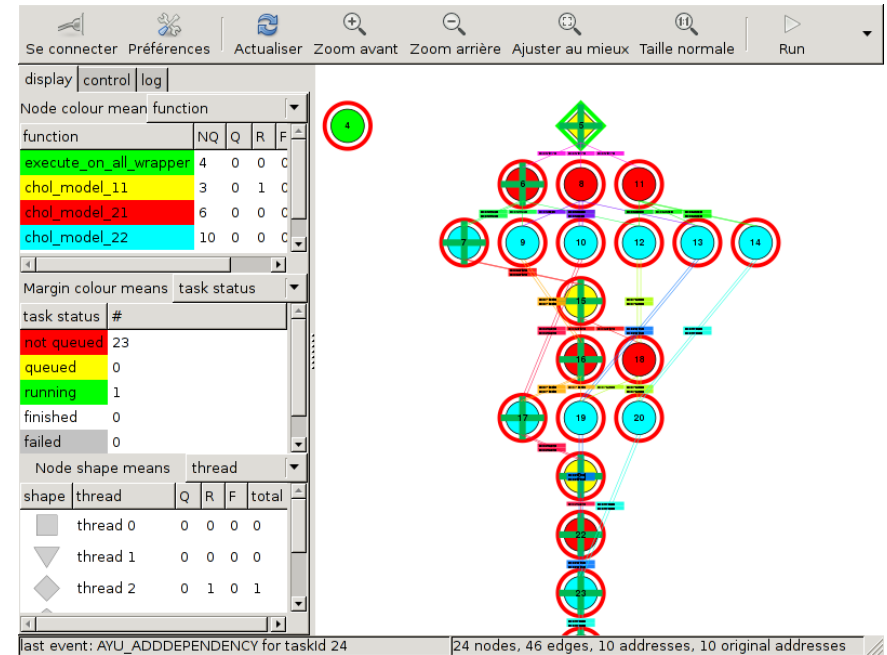 Se connecter Préférences Actualiser Zoom avant Zoom arrière Ajuster au mieux Taille normale Run
display control log
Node colour mean function
function NQ Q R F
execute_on_all_wrapper 4 0 0 0
chol_model_11 3 0 1 0
chol_model_21 6 0 0 0
chol_model_22 10 0 0 0
Margin colour means task status
task status #
not queued 23
queued 0
running 1
finished 0
failed 0
Node shape means thread
shape thread Q R F total
thread 0 0 0 0 0
thread 1 0 0 0 0
thread 2 0 1 0 1
4 5
6 8 11
7 9 10 12 13 14
15
16 18
17 19 20
22
23
last event: AYU_ADDDEPENDENCY for taskId 24 24 nodes, 46 edges, 10 addresses, 10 original addresses